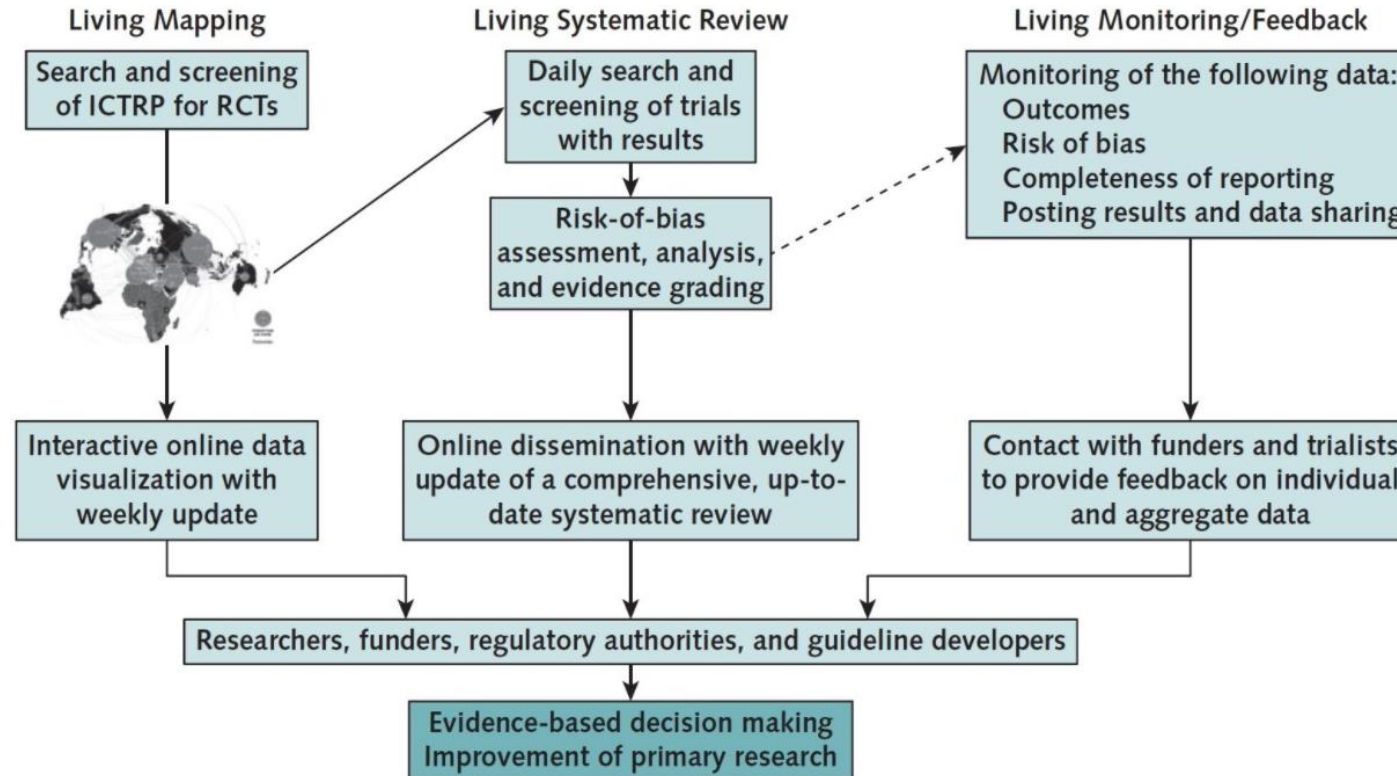 Living Mapping
Search and screening
of ICTRP for RCTs
Interactive online data
visualization with
weekly update
Living Systematic Review
Daily search and
screening of trials
with results
Risk-of-bias
assessment, analysis,
and evidence grading
Online dissemination with weekly
update of a comprehensive, up-to-
date systematic review
Living Monitoring/Feedback
Monitoring of the following data:
Outcomes
Risk of bias
Completeness of reporting
Posting results and data sharing
Contact with funders and trialists
to provide feedback on individual
and aggregate data
Researchers, funders, regulatory authorities, and guideline developers
Evidence-based decision making
Improvement of primary research